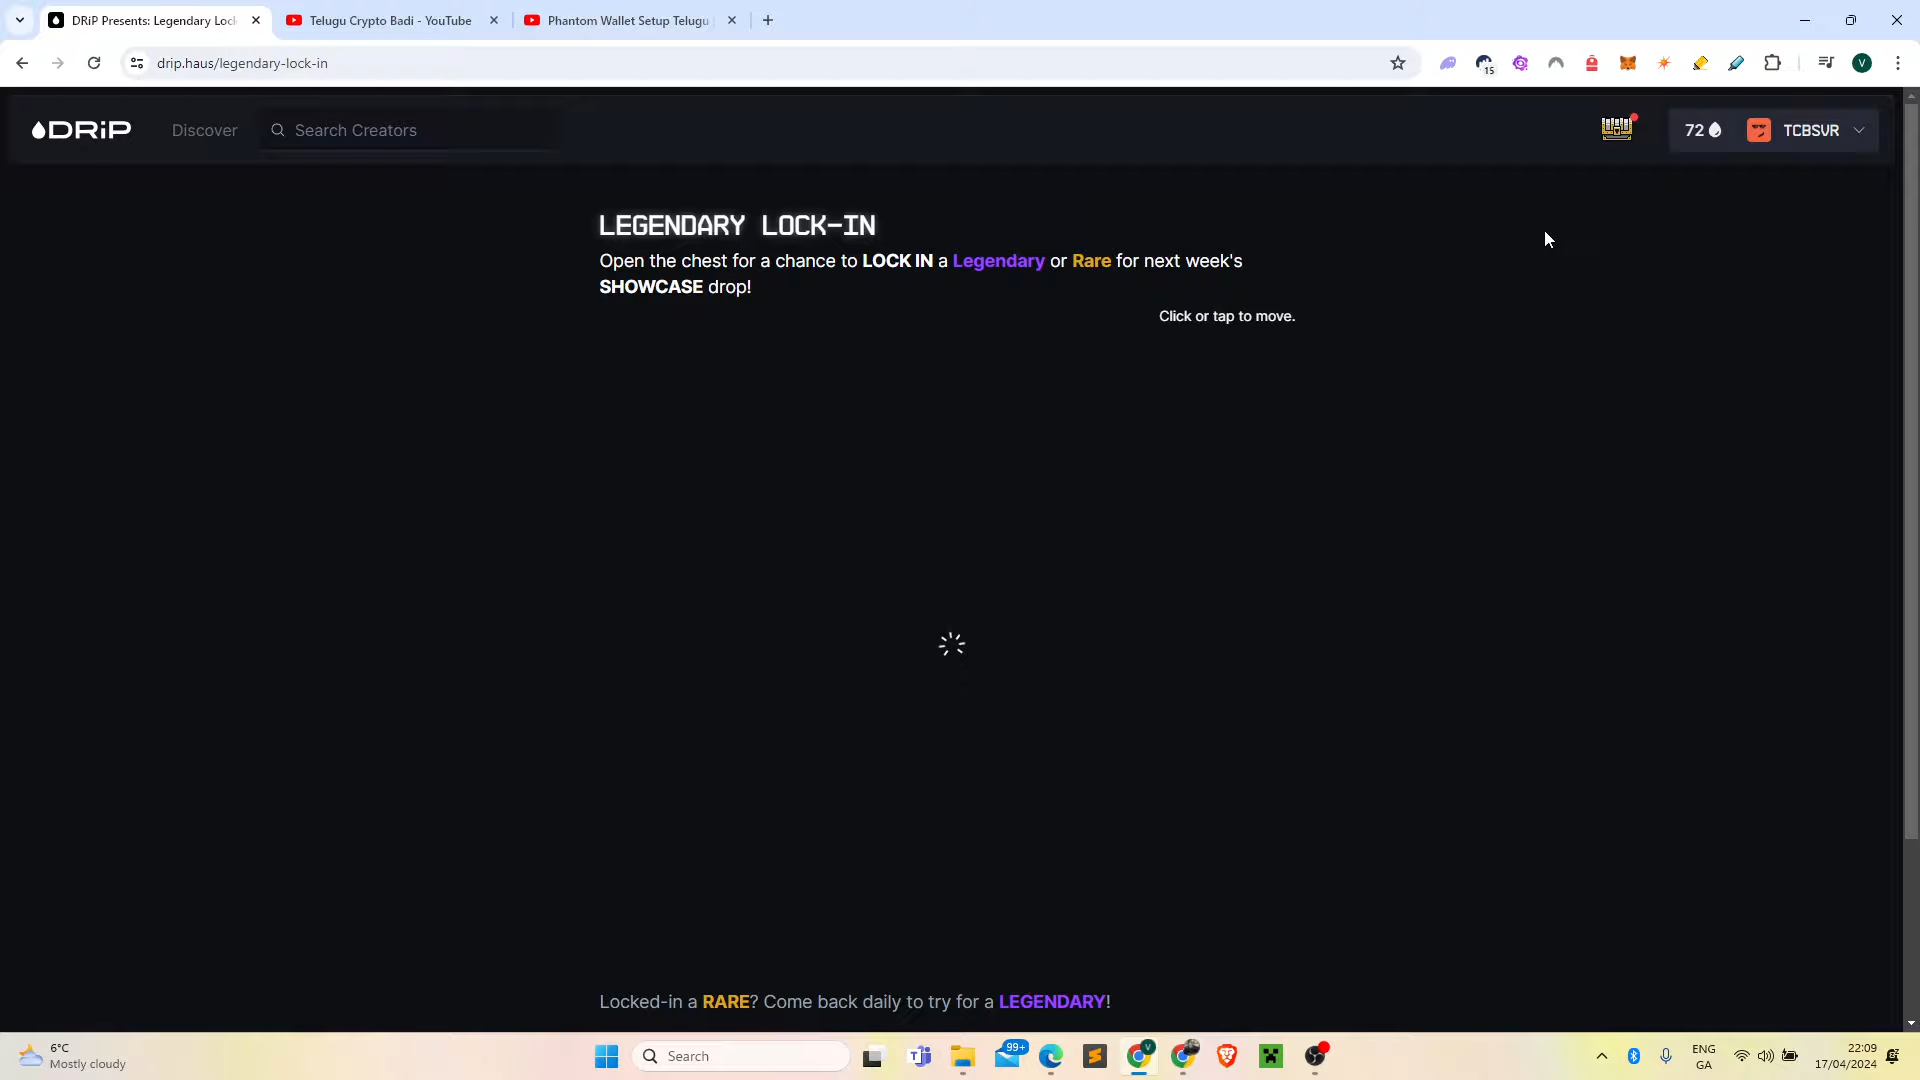 DRiP Presents: Legendary Lock
Telugu Crypto Badi - YouTube
Phantom Wallet Setup Telugu
drip.haus/legendary-lock-in
15
V
DRiP
Discover
Search Creators
72
TCBSVR
LEGENDARY LOCK-IN
Open the chest for a chance to LOCK IN a Legendary or Rare for next week's
SHOWCASE drop!
Click or tap to move.
Locked-in a RARE? Come back daily to try for a LEGENDARY!
6°C
Mostly cloudy
Search
99+
V
ENG
GA
22:09
17/04/2024